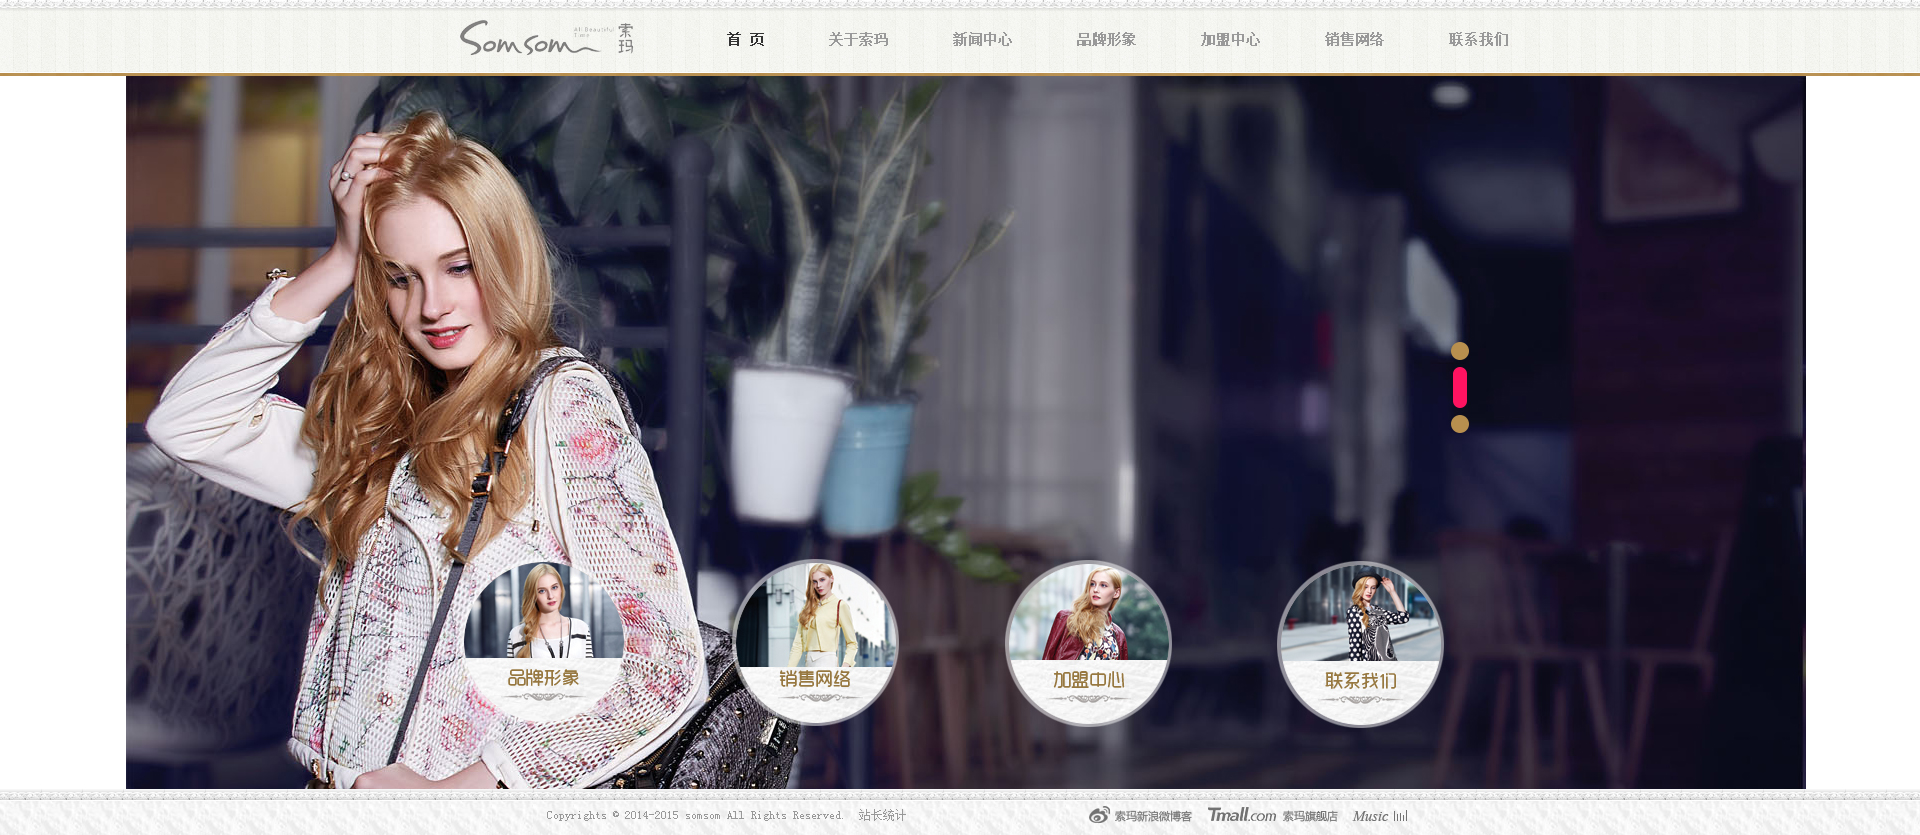 Somsom All Beautiful Time 索玛
首 页 关于索玛 新闻中心 品牌形象 加盟中心 销售网络 联系我们
品牌形象 销售网络 加盟中心 联系我们
Copyrights © 2014-2015 somsom All Rights Reserved. 站长统计 索玛新浪微博客 Tmall.com 索玛旗舰店 Music